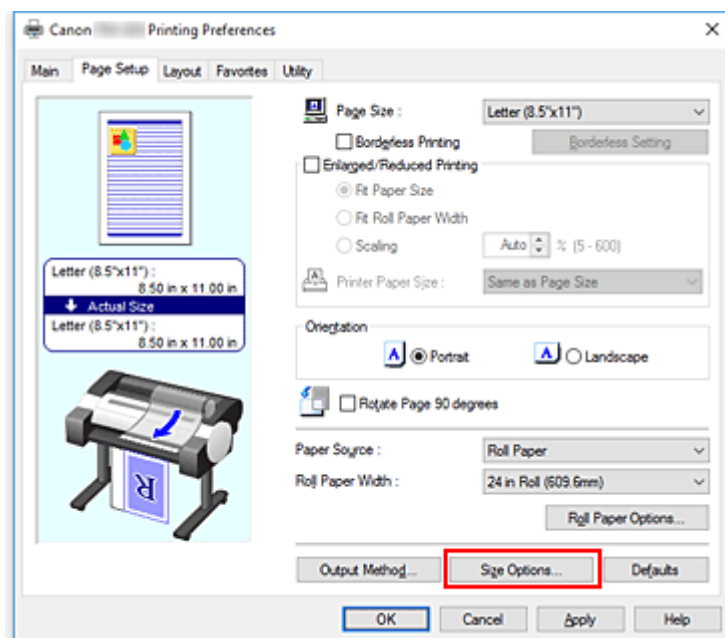 Canon Printing Preferences
Main Page Setup Layout Favorites Utility
Page Size : Letter (8.5"x11")
Borderless Printing Borderless Setting
Enlarged/Reduced Printing
Fit Paper Size
Fit Roll Paper Width
Scaling Auto % (5 - 600)
Printer Paper Size : Same as Page Size
Letter (8.5"x11") :
8.50 in x 11.00 in
Actual Size
Letter (8.5"x11") :
8.50 in x 11.00 in
Orientation
A Portrait A Landscape
Rotate Page 90 degrees
R
Paper Source : Roll Paper
Roll Paper Width : 24 in Roll (609.6mm)
Roll Paper Options...
Output Method... Size Options... Defaults
OK Cancel Apply Help